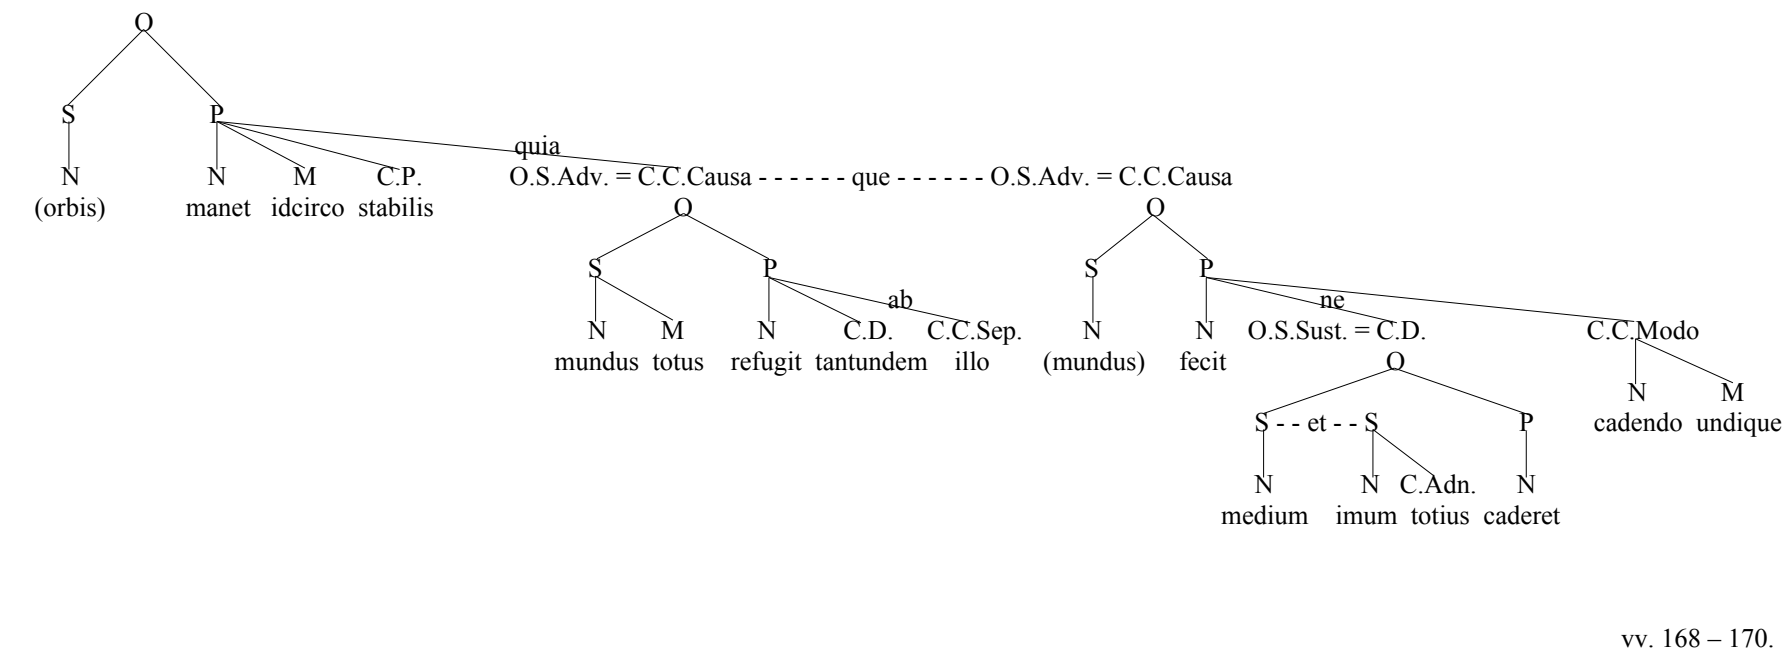 O
S P
quia
N N M C.P. O.S.Adv. = C.C.Causa - - - - - - que - - - - - - O.S.Adv. = C.C.Causa
(orbis) manet idcirco stabilis O O
S P S P
ab ne
N M N C.D. C.C.Sep. N N O.S.Sust. = C.D. C.C.Modo
mundus totus refugit tantundem illo (mundus) fecit O
N M
S - - et - - S P cadendo undique
N N C.Adn. N
medium imum totius caderet
vv. 168 – 170.